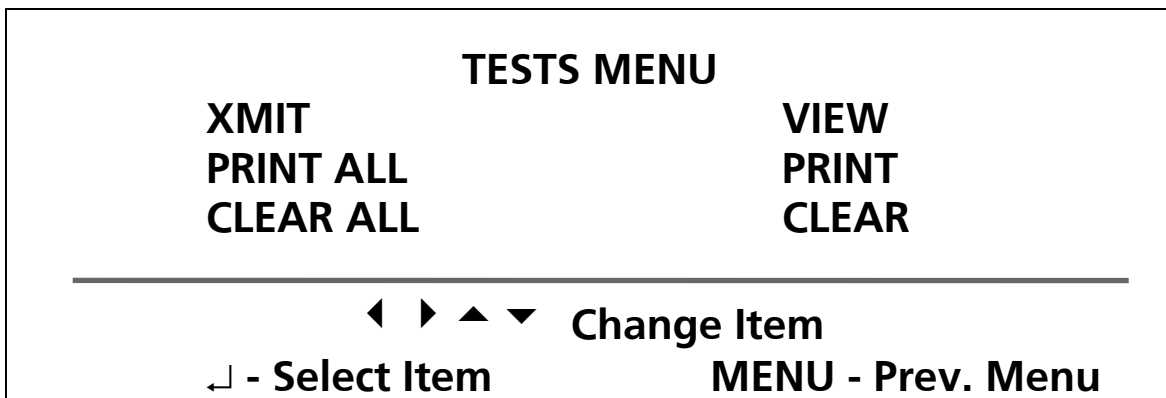 TESTS MENU
XMIT VIEW
PRINT ALL PRINT
CLEAR ALL CLEAR
Change Item
↵ - Select Item MENU - Prev. Menu